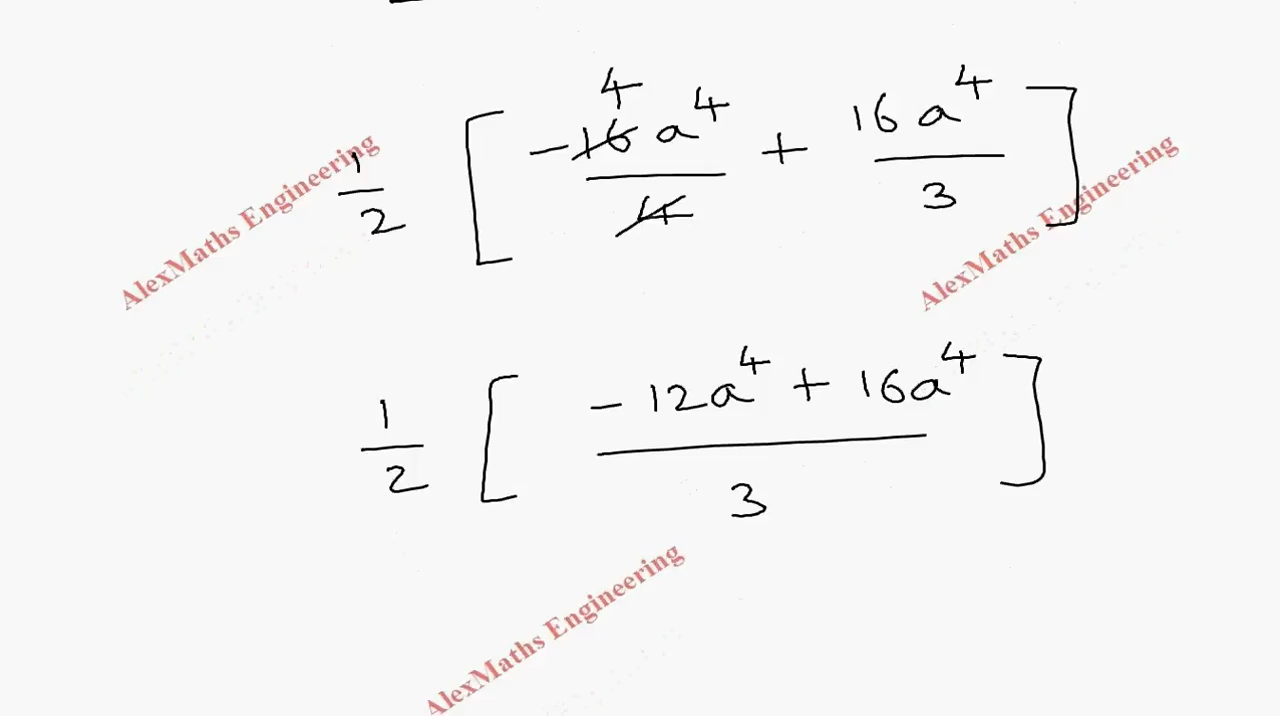 1/2 [ -16a^4/4 + 16a^4/3 ]
4
1/2 [ -12a^4 + 16a^4 / 3 ]
AlexMaths Engineering
AlexMaths Engineering
AlexMaths Engineering